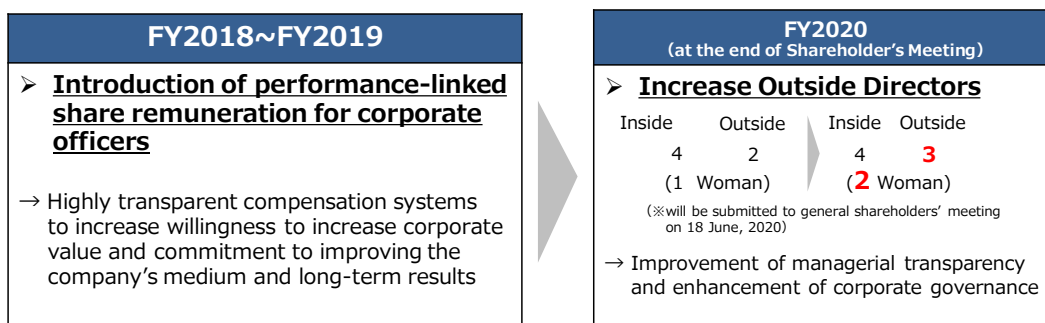 FY2018~FY2019
➢ Introduction of performance-linked
share remuneration for corporate
officers
→ Highly transparent compensation systems
to increase willingness to increase corporate
value and commitment to improving the
company's medium and long-term results
FY2020
(at the end of Shareholder's Meeting)
➢ Increase Outside Directors
Inside Outside Inside Outside
4 2 4 3
(1 Woman) (2 Woman)
(※will be submitted to general shareholders' meeting
on 18 June, 2020)
→ Improvement of managerial transparency
and enhancement of corporate governance